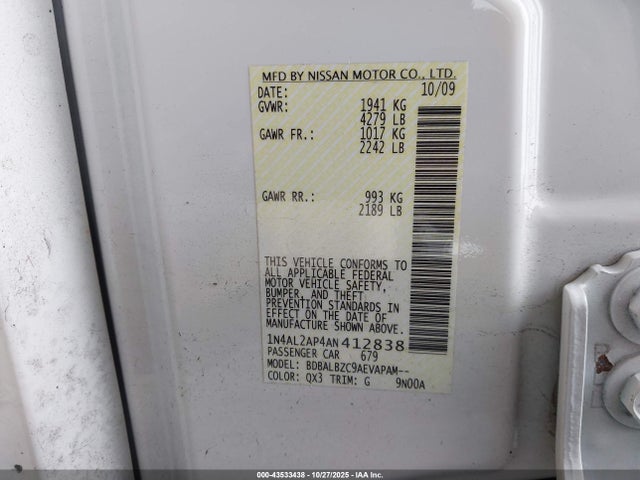 MFD BY NISSAN MOTOR CO., LTD.
DATE: 10/09
GVWR: 1941 KG
4279 LB
GAWR FR.: 1017 KG
2242 LB
GAWR RR.: 993 KG
2189 LB
THIS VEHICLE CONFORMS TO
ALL APPLICABLE FEDERAL
MOTOR VEHICLE SAFETY,
BUMPER, AND THEFT
PREVENTION STANDARDS IN
EFFECT ON THE DATE OF
MANUFACTURE SHOWN ABOVE.
1N4AL2AP4AN412838
PASSENGER CAR 679
MODEL: BDBALBZC9AEVAPAM--
COLOR: QX3 TRIM: G 9N00A
000-43533438 - 10/27/2025 - IAA Inc.